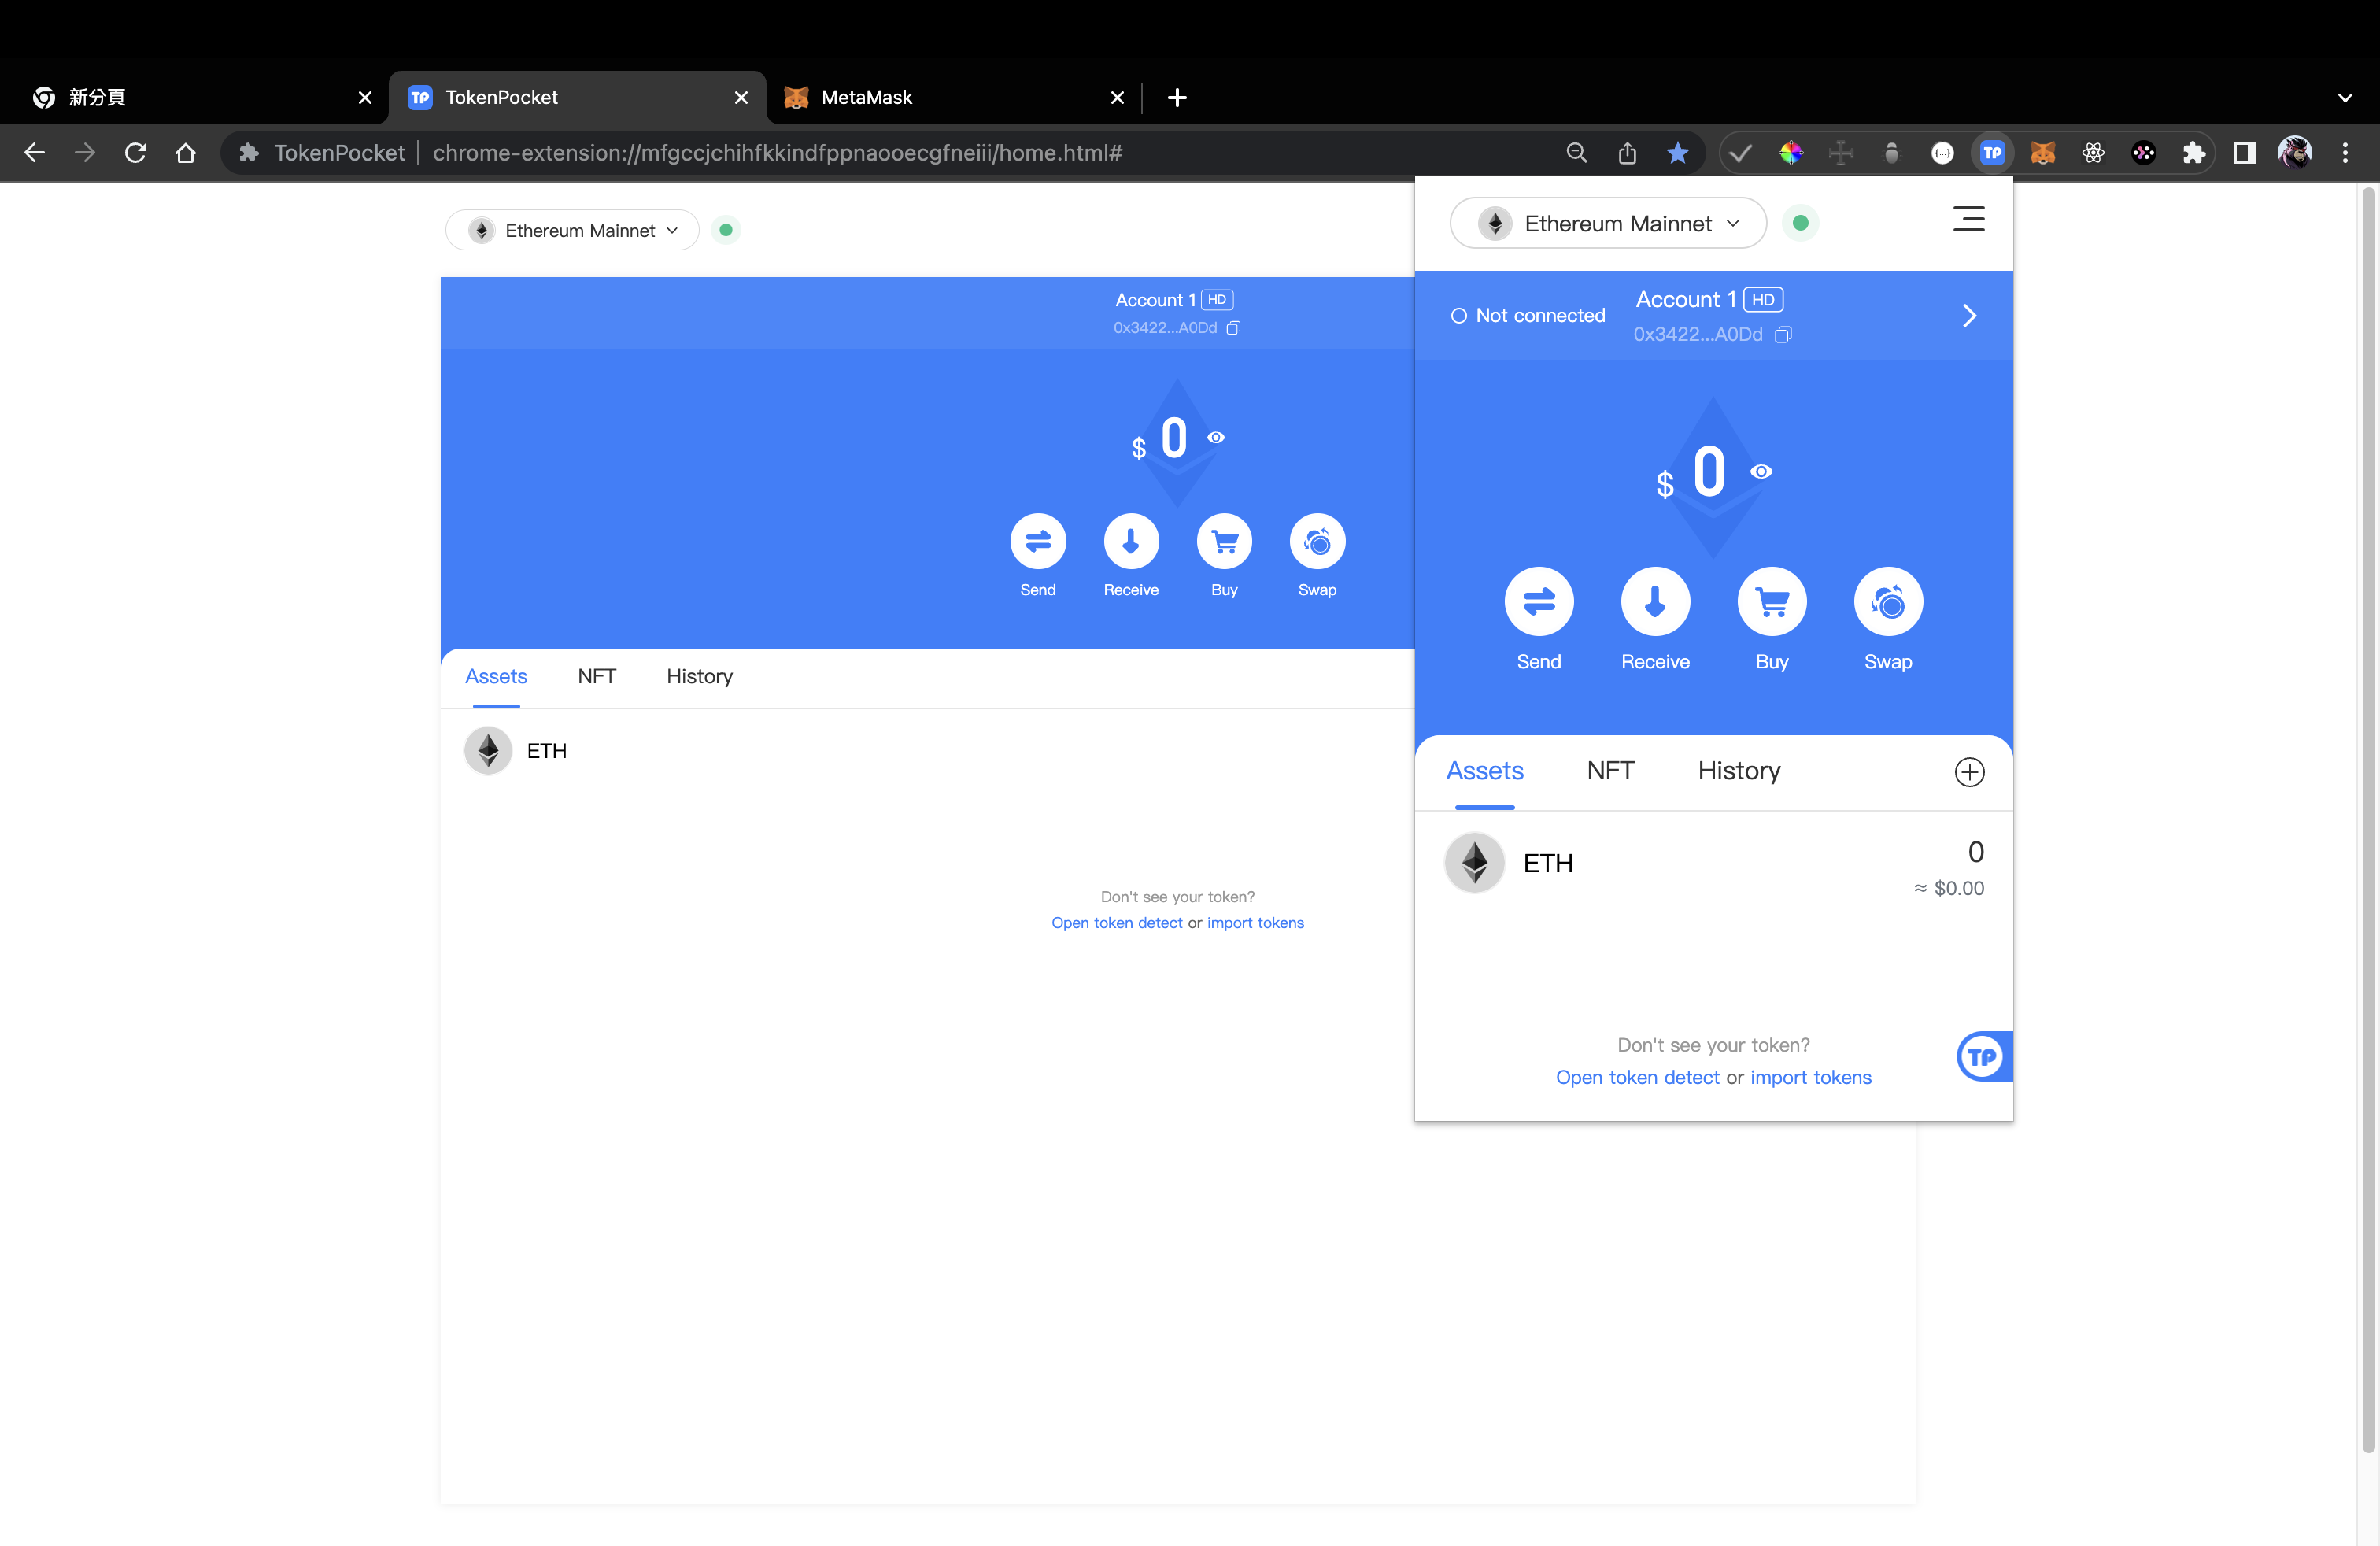 新分頁
TokenPocket
MetaMask
TokenPocket
chrome-extension://mfgccjchihfkkindfppnaooecgfneiii/home.html#
TP
Ethereum Mainnet
Account 1 HD
0x3422...A0Dd
$ 0
Send
Receive
Buy
Swap
Assets
NFT
History
ETH
Don't see your token?
Open token detect or import tokens
Ethereum Mainnet
Not connected
Account 1 HD
0x3422...A0Dd
$ 0
Send
Receive
Buy
Swap
Assets
NFT
History
ETH
0
≈ $0.00
Don't see your token?
Open token detect or import tokens
TP